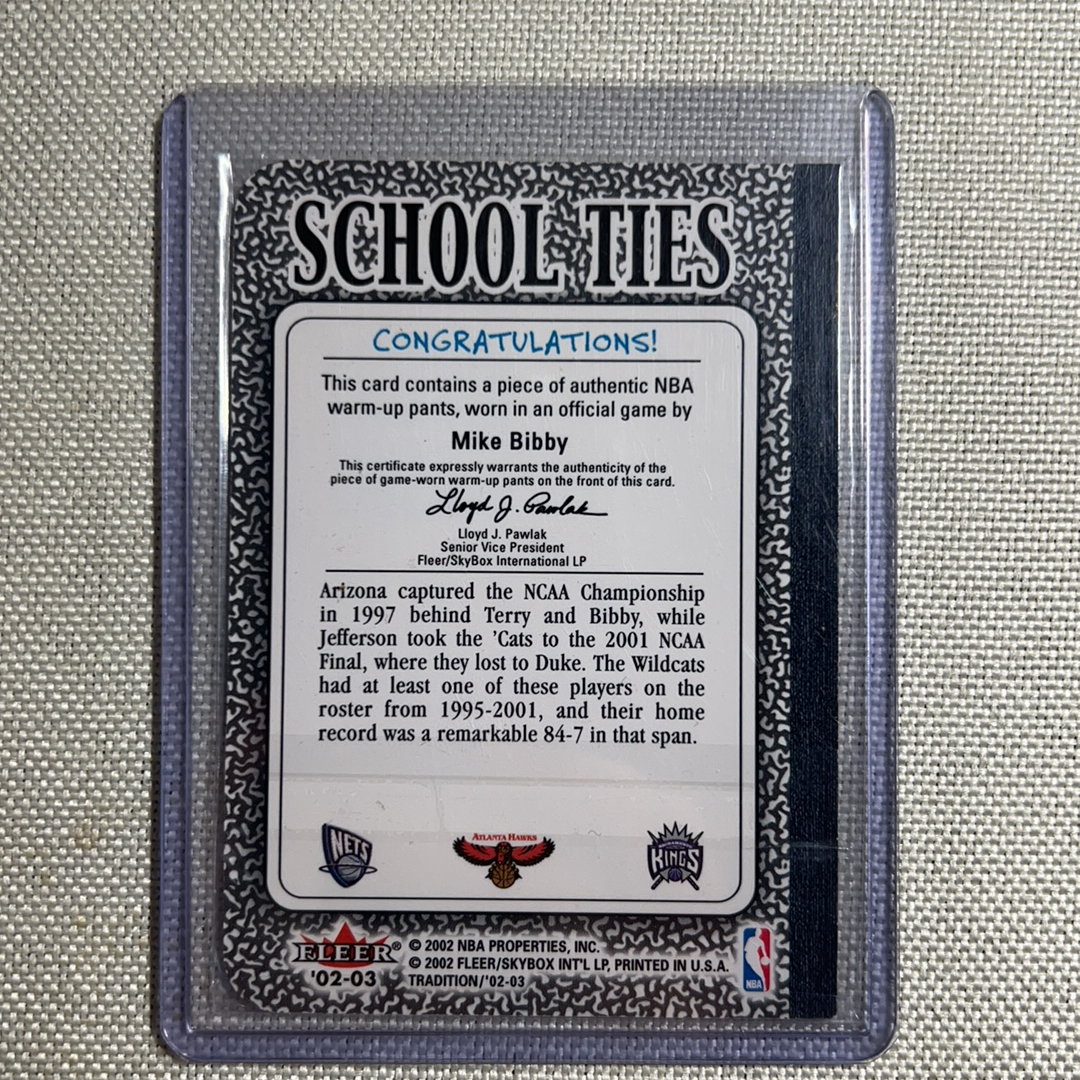 SCHOOL TIES
CONGRATULATIONS!
This card contains a piece of authentic NBA
warm-up pants, worn in an official game by
Mike Bibby
This certificate expressly warrants the authenticity of the
piece of game-worn warm-up pants on the front of this card.
Lloyd J. Pawlak
Lloyd J. Pawlak
Senior Vice President
Fleer/SkyBox International LP
Arizona captured the NCAA Championship
in 1997 behind Terry and Bibby, while
Jefferson took the 'Cats to the 2001 NCAA
Final, where they lost to Duke. The Wildcats
had at least one of these players on the
roster from 1995-2001, and their home
record was a remarkable 84-7 in that span.
NETS
ATLANTA HAWKS
KINGS
FLEER®
'02-03
© 2002 NBA PROPERTIES, INC.
© 2002 FLEER/SKYBOX INT'L LP, PRINTED IN U.S.A.
TRADITION/'02-03
NBA